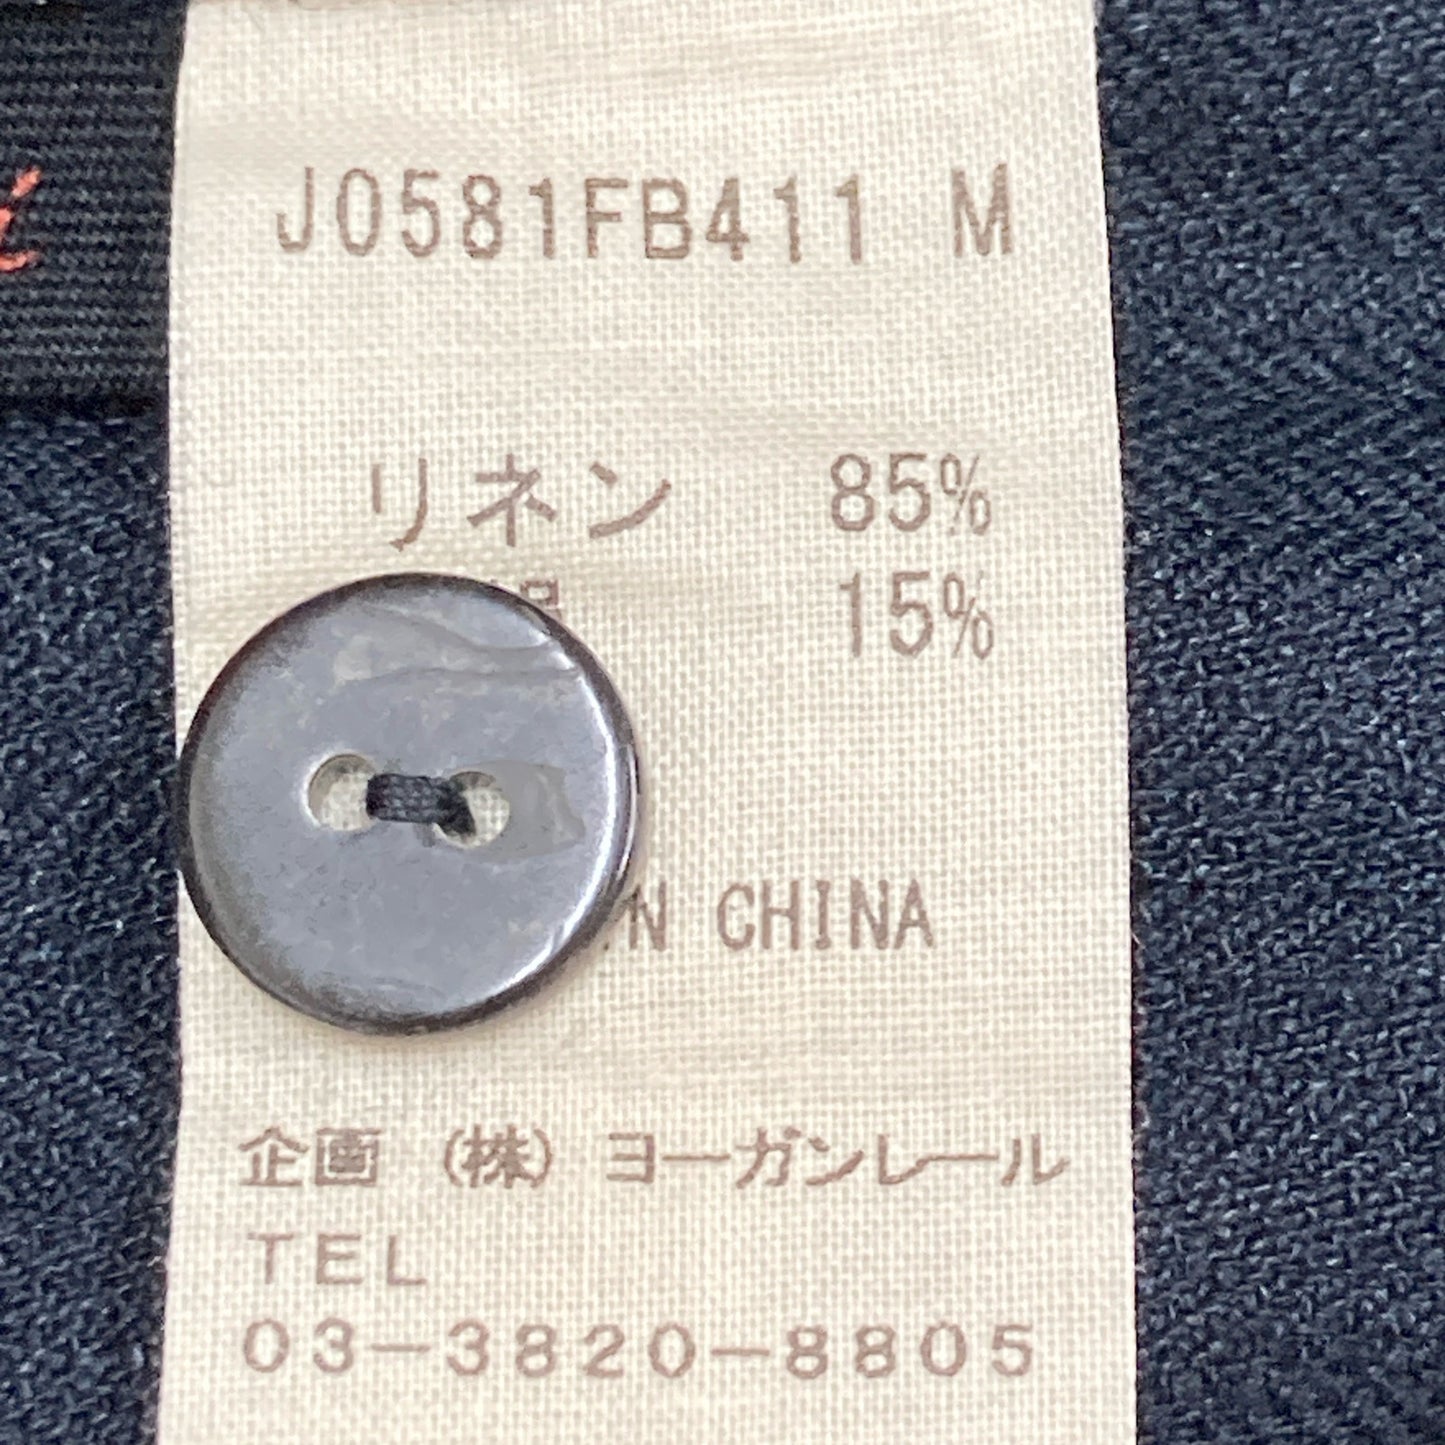 J0581FB411 M
リネン 85%
15%
CHINA
企画 (株) ヨーガンレール
TEL
03-3820-8805